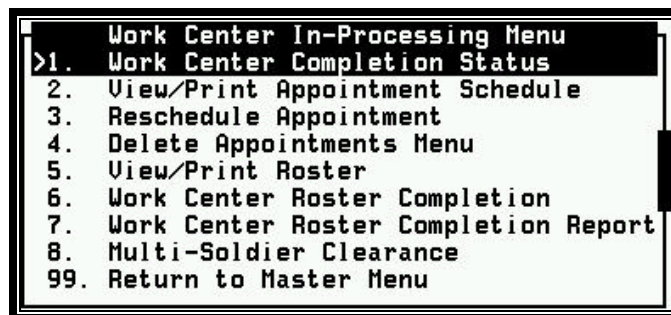 Work Center In-Processing Menu
>1. Work Center Completion Status
2. View/Print Appointment Schedule
3. Reschedule Appointment
4. Delete Appointments Menu
5. View/Print Roster
6. Work Center Roster Completion
7. Work Center Roster Completion Report
8. Multi-Soldier Clearance
99. Return to Master Menu